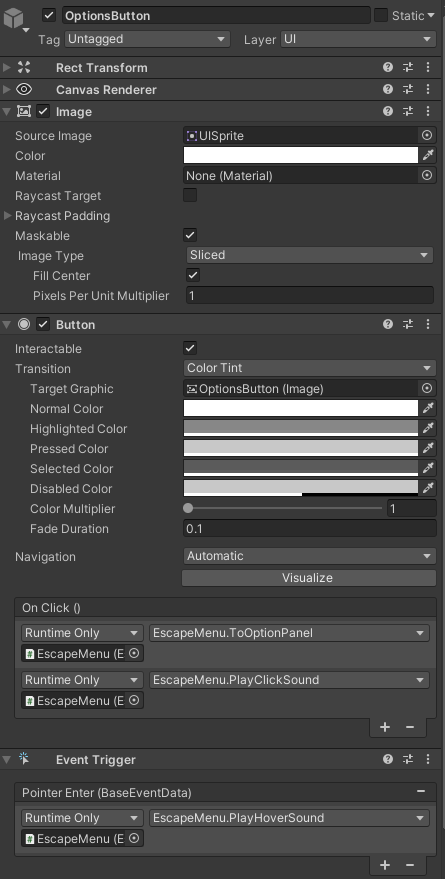 OptionsButton Static
Tag Untagged Layer UI
Rect Transform
Canvas Renderer
Image
Source Image UISprite
Color
Material None (Material)
Raycast Target
Raycast Padding
Maskable
Image Type Sliced
Fill Center
Pixels Per Unit Multiplier 1
Button
Interactable
Transition Color Tint
Target Graphic OptionsButton (Image)
Normal Color
Highlighted Color
Pressed Color
Selected Color
Disabled Color
Color Multiplier 1
Fade Duration 0.1
Navigation Automatic
Visualize
On Click ()
Runtime Only EscapeMenu.ToOptionPanel
EscapeMenu (E
Runtime Only EscapeMenu.PlayClickSound
EscapeMenu (E
Event Trigger
Pointer Enter (BaseEventData)
Runtime Only EscapeMenu.PlayHoverSound
EscapeMenu (E